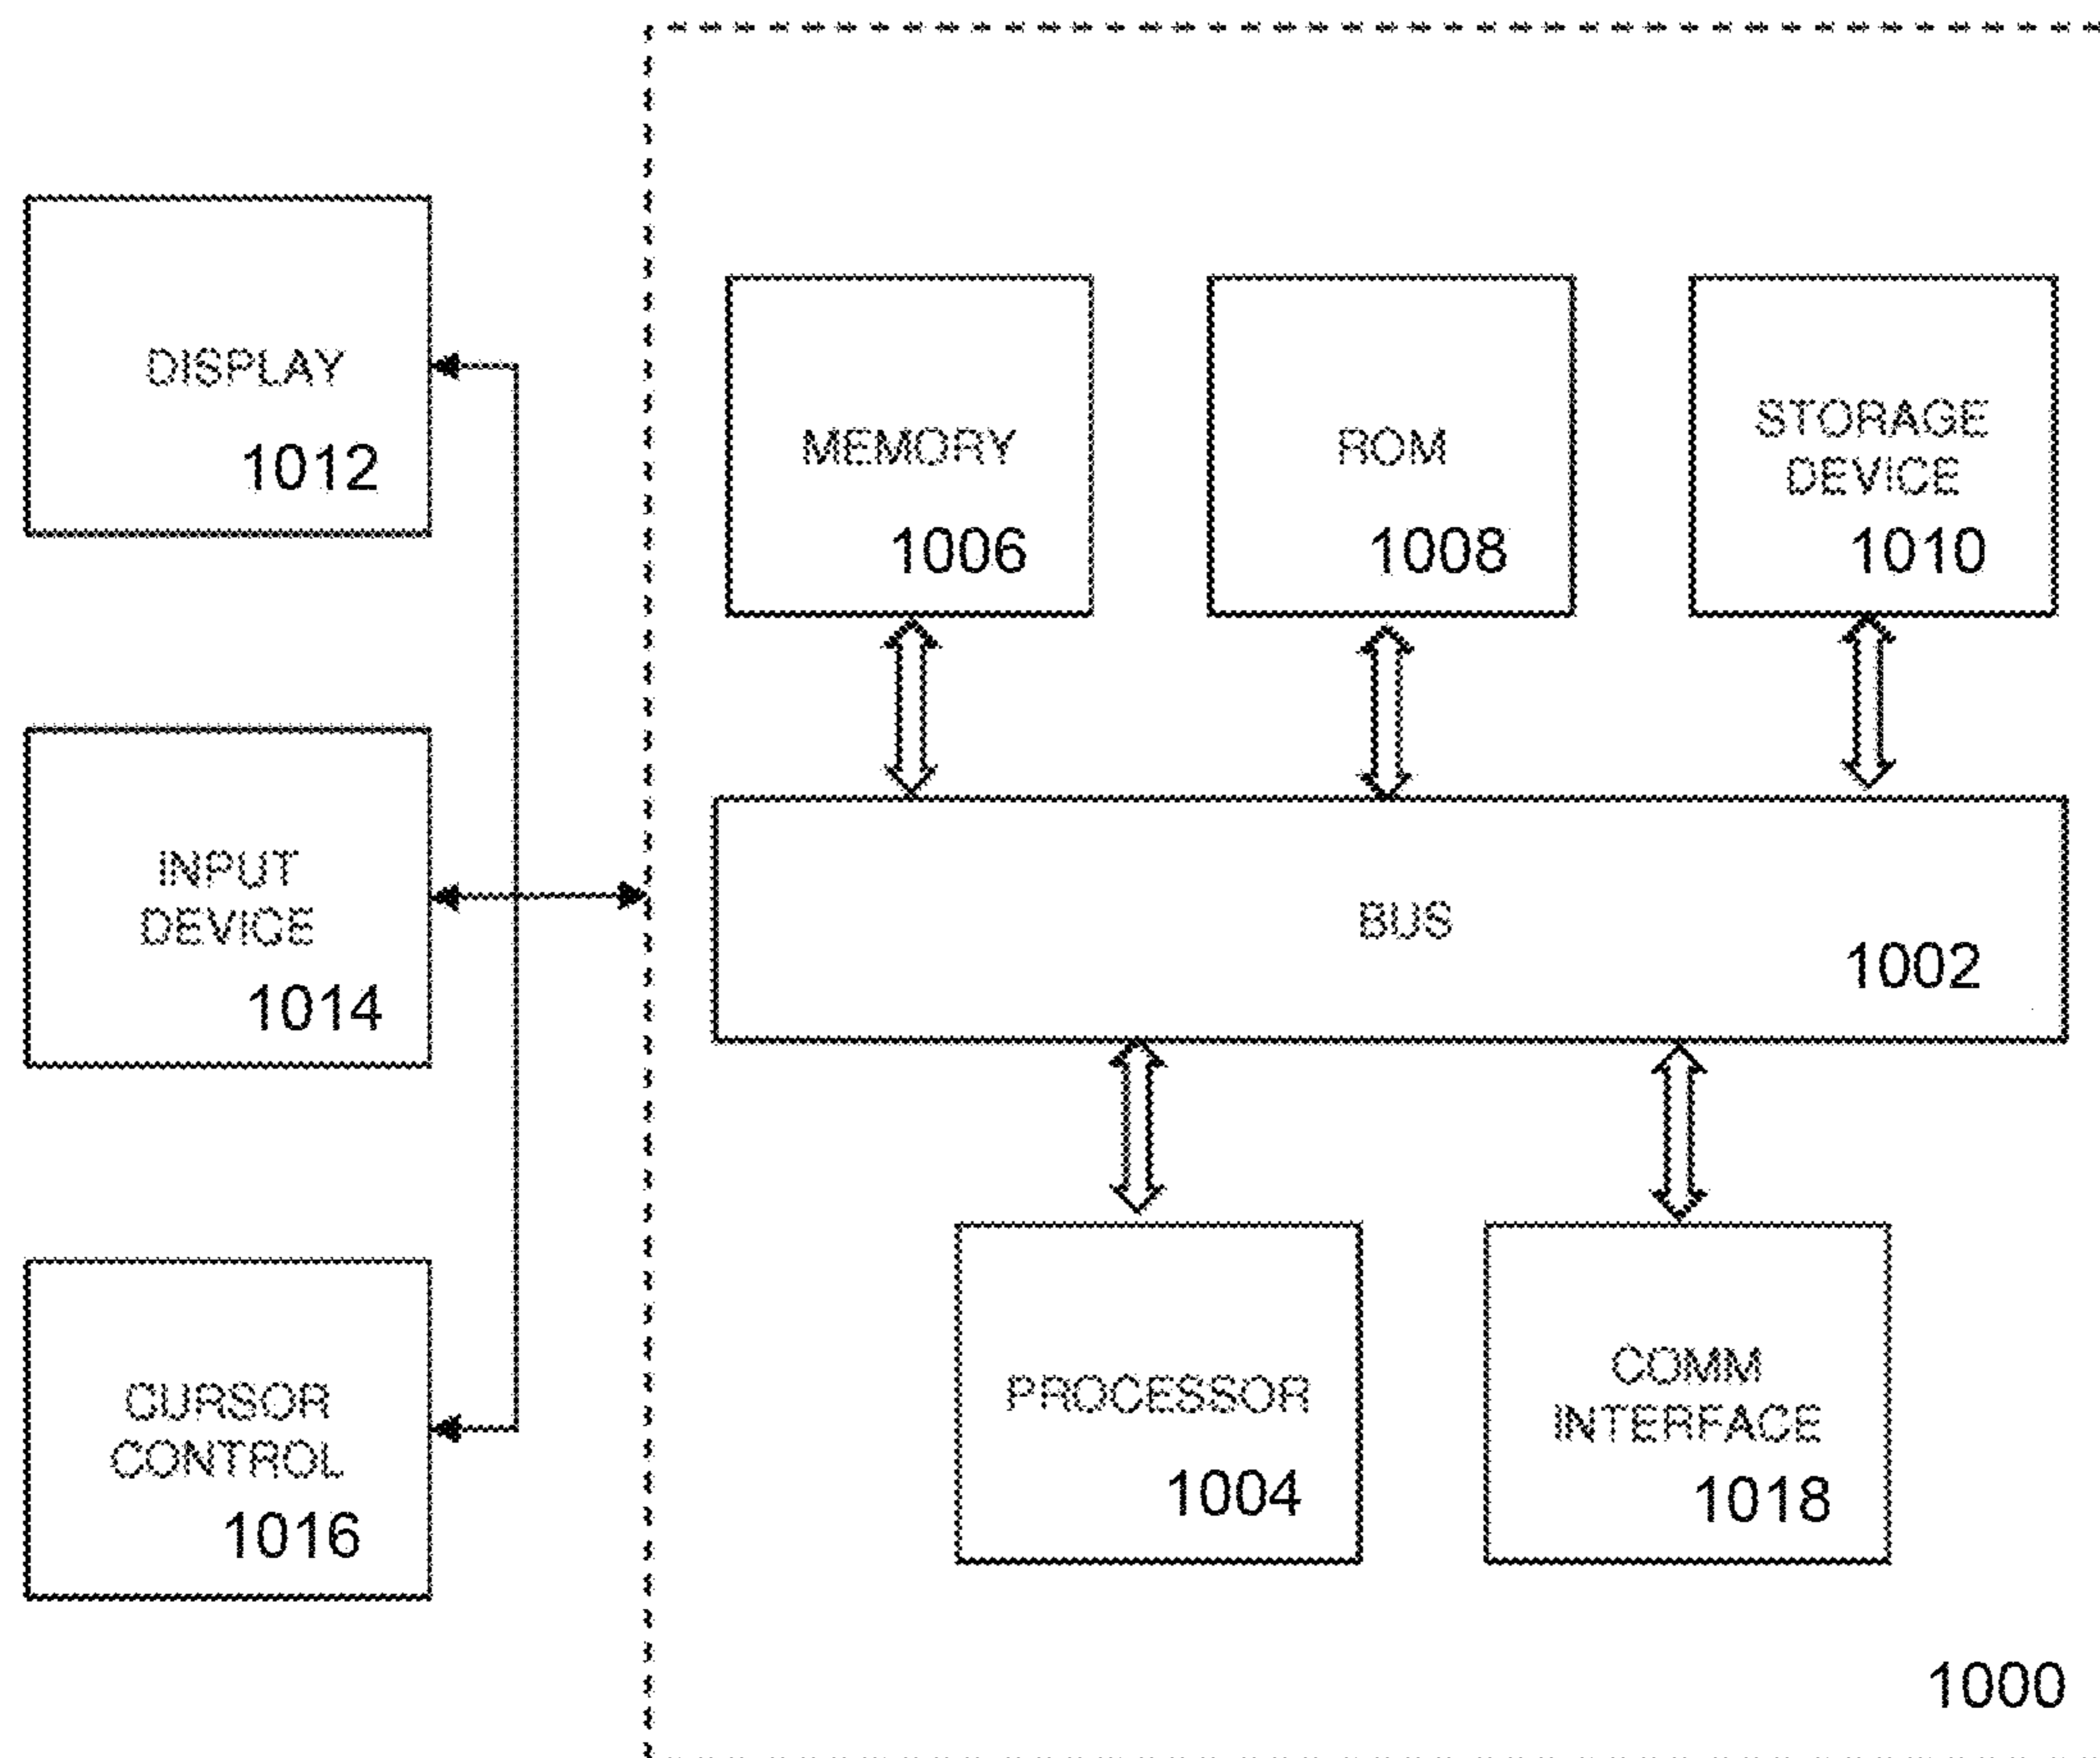 DISPLAY
1012
INPUT
DEVICE
1014
CURSOR
CONTROL
1016
MEMORY
1006
ROM
1008
STORAGE
DEVICE
1010
BUS
1002
PROCESSOR
1004
COMM
INTERFACE
1018
1000